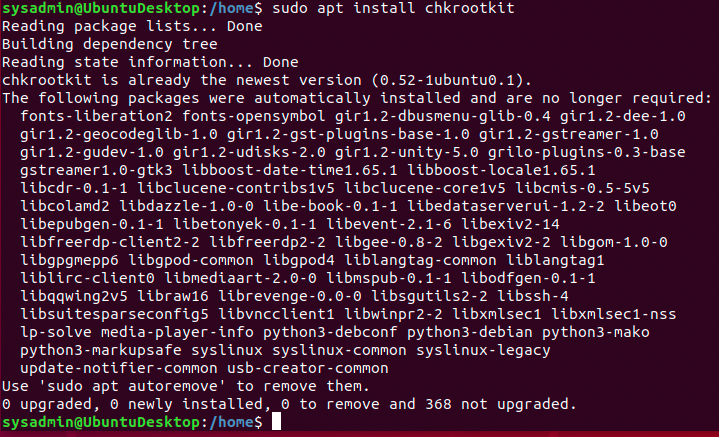 sysadmin@UbuntuDesktop:/home$ sudo apt install chkrootkit
Reading package lists... Done
Building dependency tree
Reading state information... Done
chkrootkit is already the newest version (0.52-1ubuntu0.1).
The following packages were automatically installed and are no longer required:
  fonts-liberation2 fonts-opensymbol gir1.2-dbusmenu-glib-0.4 gir1.2-dee-1.0
  gir1.2-geocodeglib-1.0 gir1.2-gst-plugins-base-1.0 gir1.2-gstreamer-1.0
  gir1.2-gudev-1.0 gir1.2-udisks-2.0 gir1.2-unity-5.0 grilo-plugins-0.3-base
  gstreamer1.0-gtk3 libboost-date-time1.65.1 libboost-locale1.65.1
  libcdr-0.1-1 libclucene-contribs1v5 libclucene-core1v5 libcmis-0.5-5v5
  libcolamd2 libdazzle-1.0-0 libe-book-0.1-1 libedataserverui-1.2-2 libeot0
  libepubgen-0.1-1 libetonyek-0.1-1 libevent-2.1-6 libexiv2-14
  libfreerdp-client2-2 libfreerdp2-2 libgee-0.8-2 libgexiv2-2 libgom-1.0-0
  libgpgmepp6 libgpod-common libgpod4 liblangtag-common liblangtag1
  liblirc-client0 libmediaart-2.0-0 libmspub-0.1-1 libodfgen-0.1-1
  libqqwing2v5 libraw16 librevenge-0.0-0 libsgutils2-2 libssh-4
  libsuitesparseconfig5 libvncclient1 libwinpr2-2 libxmlsec1 libxmlsec1-nss
  lp-solve media-player-info python3-debconf python3-debian python3-mako
  python3-markupsafe syslinux syslinux-common syslinux-legacy
  update-notifier-common usb-creator-common
Use 'sudo apt autoremove' to remove them.
0 upgraded, 0 newly installed, 0 to remove and 368 not upgraded.
sysadmin@UbuntuDesktop:/home$